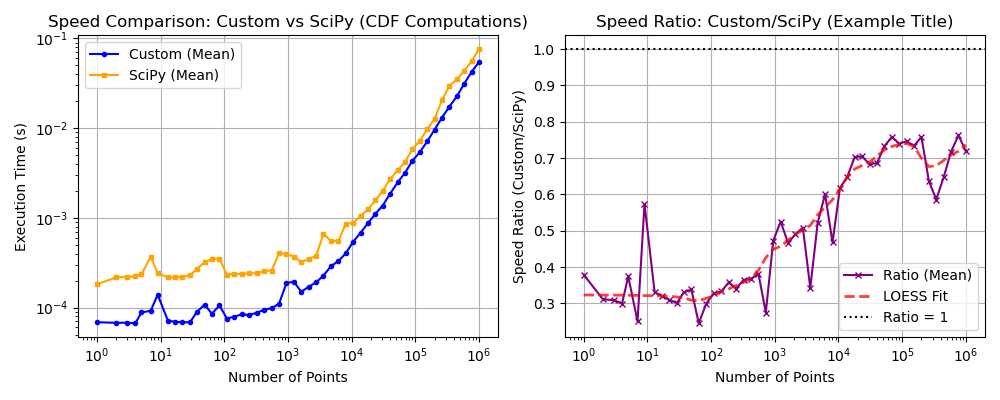 Speed Comparison: Custom vs SciPy (CDF Computations)
Execution Time (s)
10⁻¹
10⁻²
10⁻³
10⁻⁴
Custom (Mean)
SciPy (Mean)
10⁰ 10¹ 10² 10³ 10⁴ 10⁵ 10⁶
Number of Points
Speed Ratio: Custom/SciPy (Example Title)
Speed Ratio (Custom/SciPy)
1.0
0.9
0.8
0.7
0.6
0.5
0.4
0.3
Ratio (Mean)
LOESS Fit
Ratio = 1
10⁰ 10¹ 10² 10³ 10⁴ 10⁵ 10⁶
Number of Points